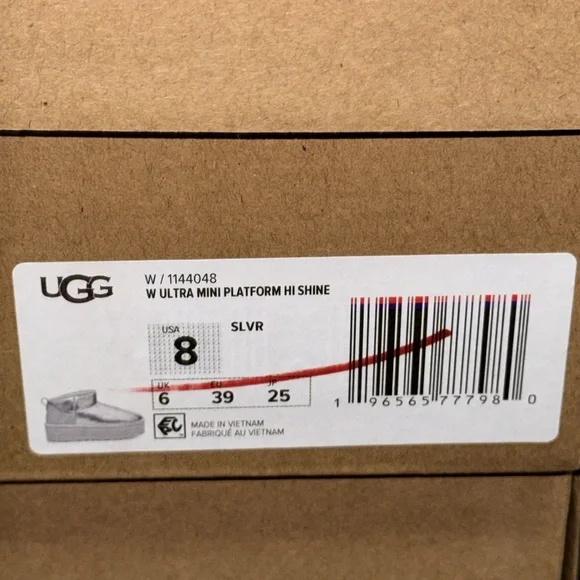 UGG
W / 1144048
W ULTRA MINI PLATFORM HI SHINE
USA
8
SLVR
UK EU JP
6 39 25
1 96565 77798 0
MADE IN VIETNAM
FABRIQUÉ AU VIETNAM